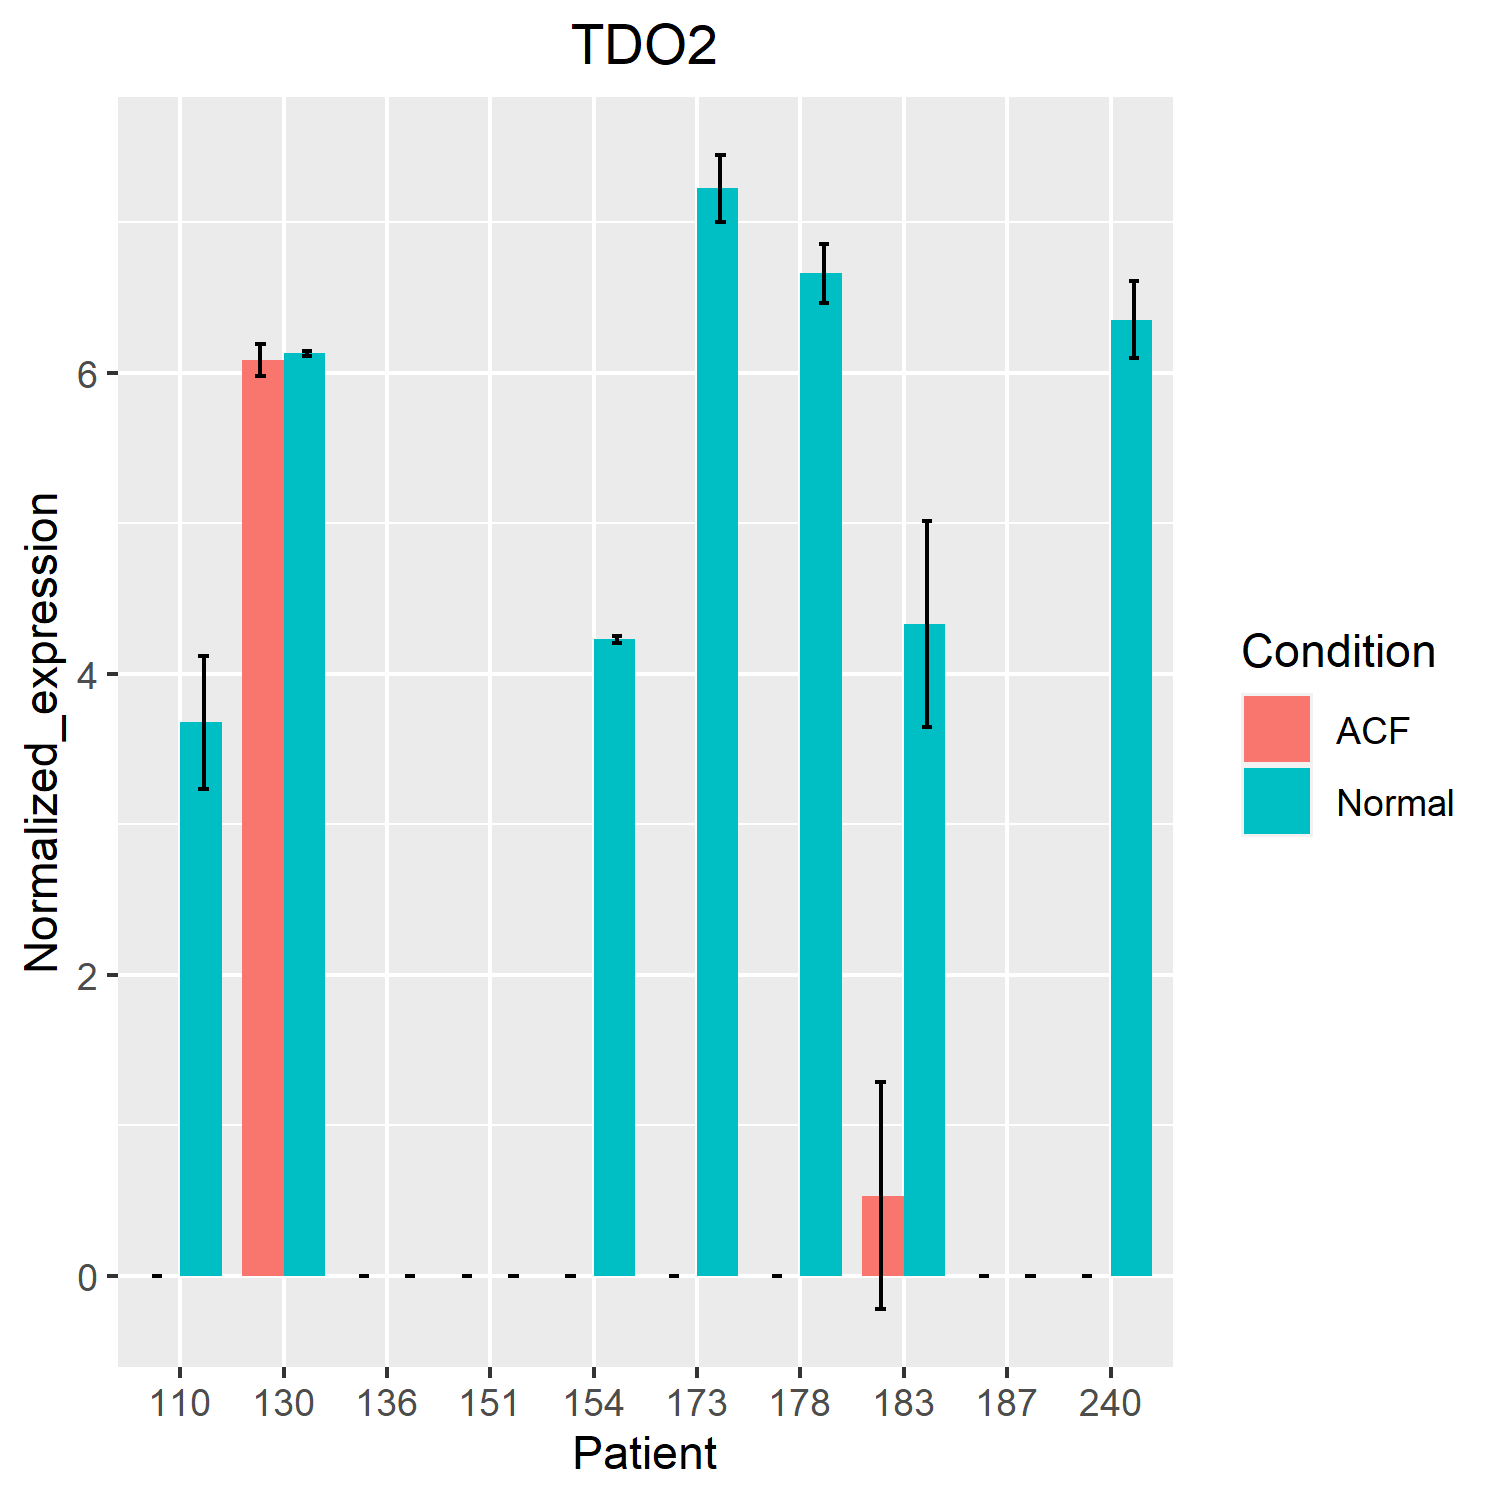 TDO2
Normalized_expression
6
4
2
0
110 130 136 151 154 173 178 183 187 240
Patient
Condition
ACF
Normal